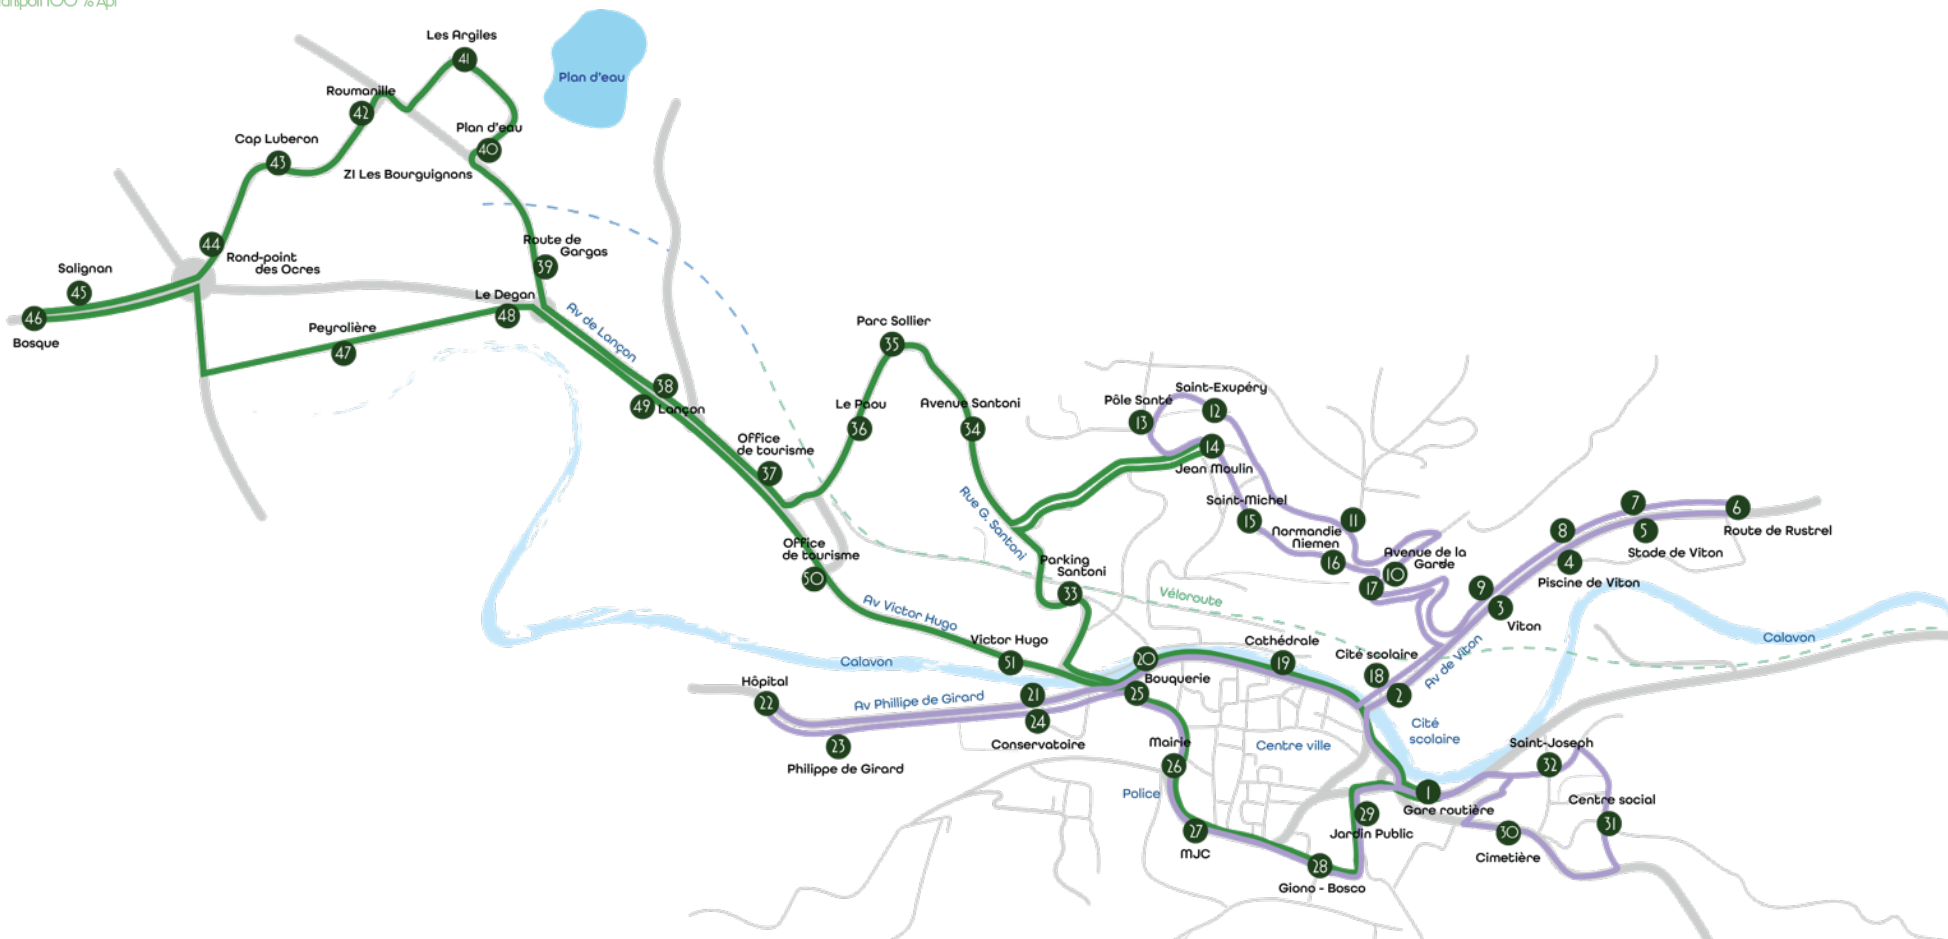 Les Argiles
41
Plan d'eau
Roumanille
42
Plan d'eau
40
Cap Luberon
43
ZI Les Bourguignons
44
Rond-point
des Ocres
Route de
Gargas
39
Salignan
45
46
Bosque
Le Degan
48
Peyrolière
47
Av de Lançon
38
49
Lançon
Parc Sollier
35
Le Paou
36
Avenue Santoni
34
Office
de tourisme
37
Pôle Santé
13
Saint-Exupéry
12
14
Jean Moulin
Rue G. Santoni
Saint-Michel
15
Normandie
Niemen
16
11
Avenue de la
Garde
10
17
7
6
8
5
Route de Rustrel
Stade de Viton
4
Piscine de Viton
9
3
Viton
Office
de tourisme
50
Parking
Santoni
33
Véloroute
Av Victor Hugo
Victor Hugo
51
Calavon
Calavon
Cathédrale
19
20
Bouquerie
25
Cité scolaire
18
2
Av de Viton
Hôpital
22
Av Phillipe de Girard
21
24
Conservatoire
23
Philippe de Girard
Cité
scolaire
Centre ville
Mairie
26
Police
27
MJC
28
Giono - Bosco
29
Jardin Public
1
Gare routière
Saint-Joseph
32
Centre social
31
30
Cimetière